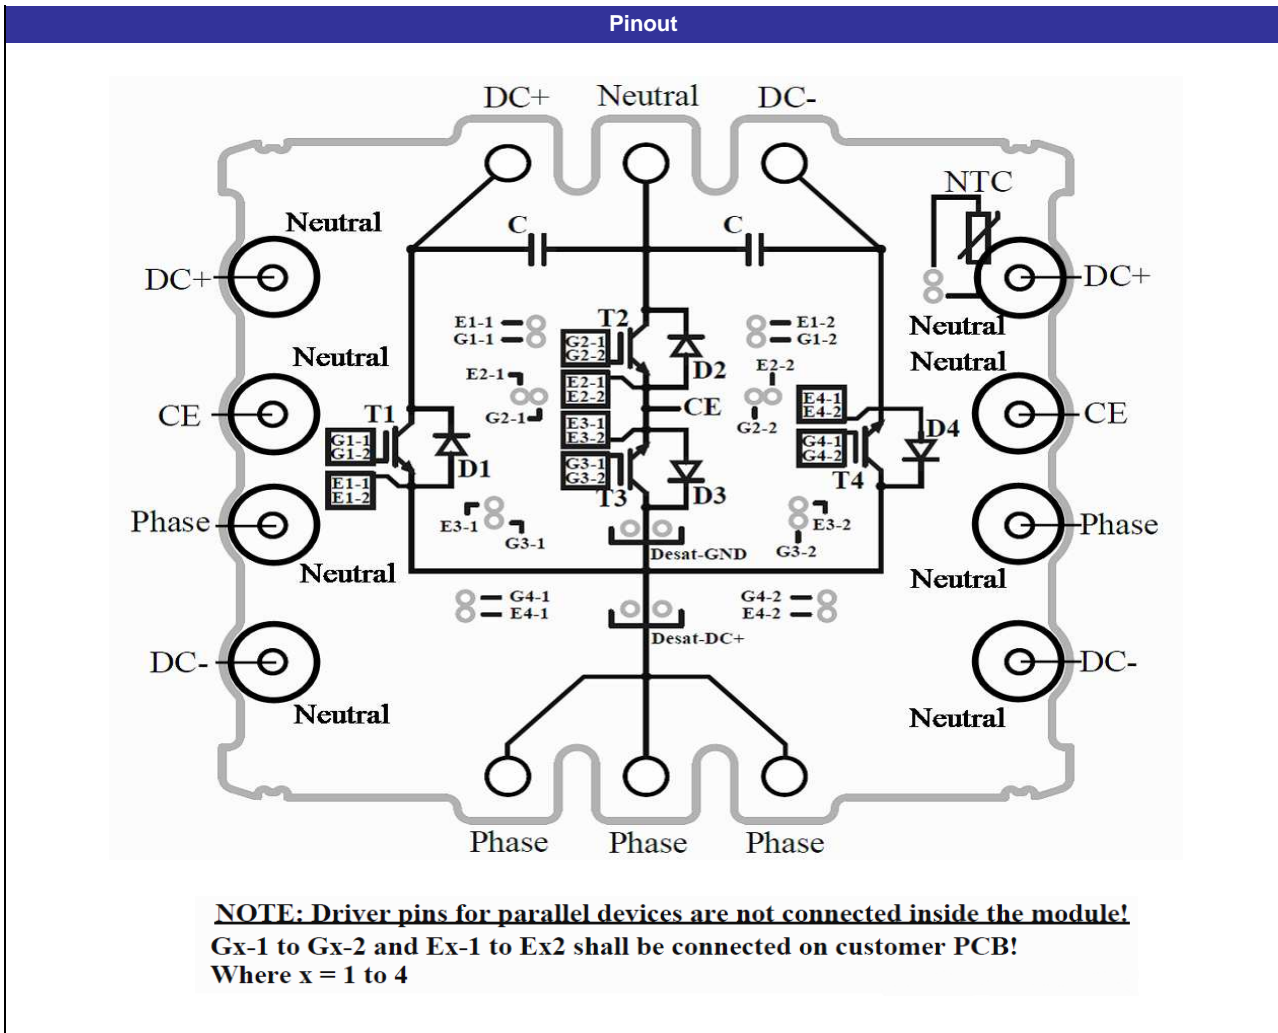 Pinout
DC+ Neutral DC-
NTC
Neutral
C C
DC+ DC+
E1-1 T2 E1-2
G1-1 G2-1 G1-2
G2-2
Neutral
Neutral E2-1 D2 E2-2 Neutral
E2-1
E2-2
G2-1 CE G2-2
E4-1
E4-2
CE T1 E3-1 CE
E3-2
G1-1 G4-1 D4
G1-2 G4-2
D1 G3-1 T4
G3-2
E1-1 T3 D3
E1-2
Phase E3-1 E3-2 Phase
G3-1 G3-2
Desat-GND
Neutral Neutral
G4-1 G4-2
E4-1 E4-2
Desat-DC+
DC- DC-
Neutral Neutral
Phase Phase Phase
NOTE: Driver pins for parallel devices are not connected inside the module!
Gx-1 to Gx-2 and Ex-1 to Ex2 shall be connected on customer PCB!
Where x = 1 to 4